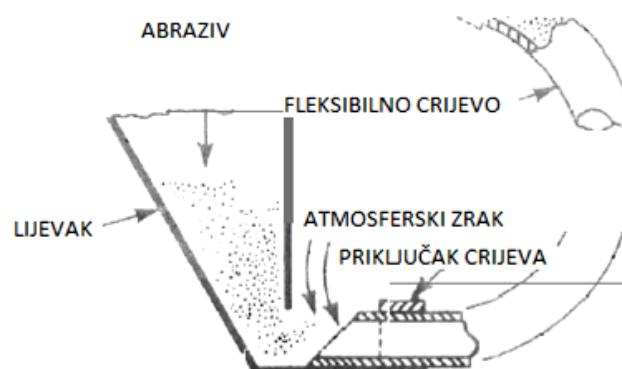 ABRAZIV
FLEKSIBILNO CRIJEVO
LIJEVAK
ATMOSFERSKI ZRAK
PRIKLJUČAK CRIJEVA